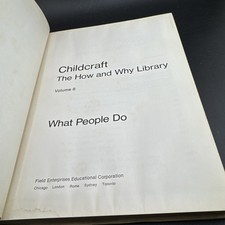 Childcraft
The How and Why Library
Volume 8
What People Do
Field Enterprises Educational Corporation
Chicago London Rome Sydney Toronto